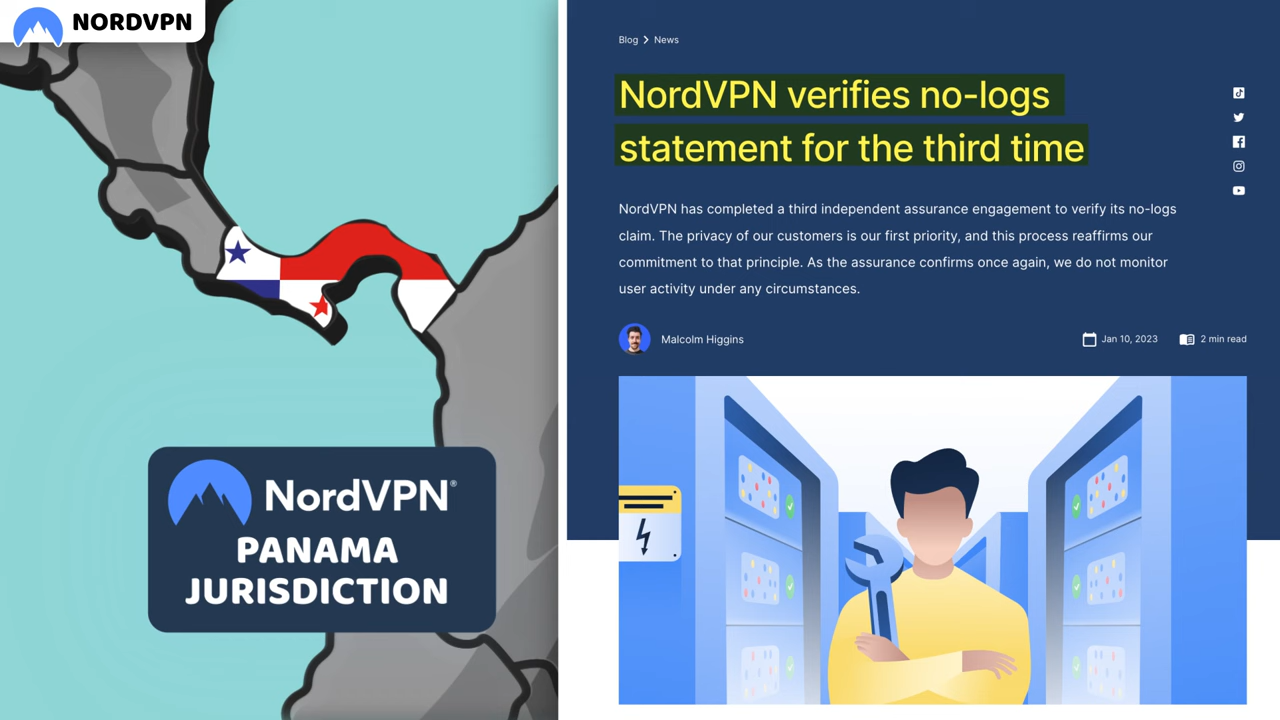 NORDVPN
NordVPN®
PANAMA
JURISDICTION
Blog > News
NordVPN verifies no-logs
statement for the third time
NordVPN has completed a third independent assurance engagement to verify its no-logs
claim. The privacy of our customers is our first priority, and this process reaffirms our
commitment to that principle. As the assurance confirms once again, we do not monitor
user activity under any circumstances.
Malcolm Higgins
Jan 10, 2023
2 min read